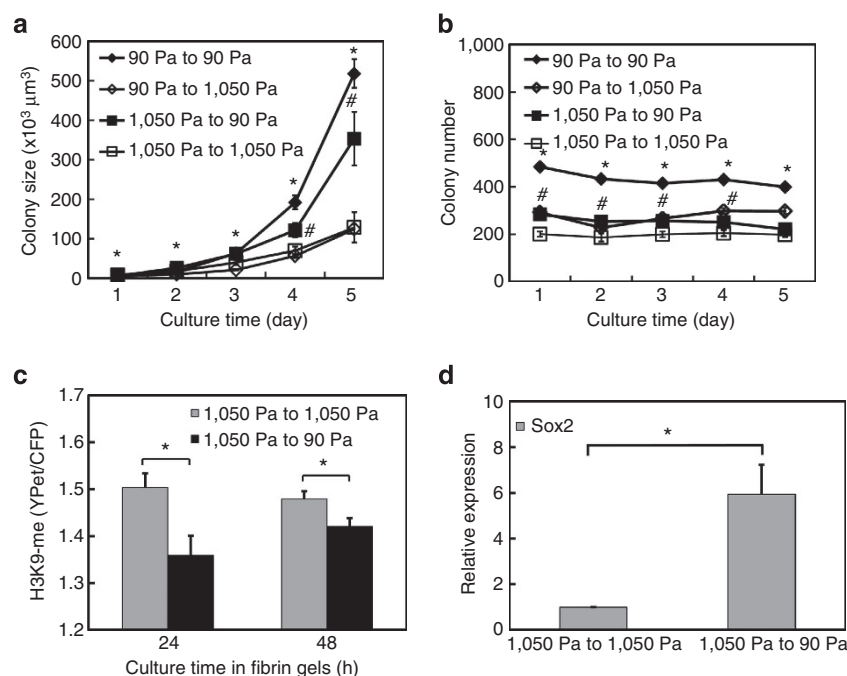 a
600
500
400
300
200
100
0
Colony size (x10³ μm³)
90 Pa to 90 Pa
90 Pa to 1,050 Pa
1,050 Pa to 90 Pa
1,050 Pa to 1,050 Pa
* * * * *
# #
1 2 3 4 5
Culture time (day)
b
1,000
800
600
400
200
0
Colony number
90 Pa to 90 Pa
90 Pa to 1,050 Pa
1,050 Pa to 90 Pa
1,050 Pa to 1,050 Pa
* * * * *
# # # #
1 2 3 4 5
Culture time (day)
c
1.7
1.6
1.5
1.4
1.3
1.2
H3K9-me (YPet/CFP)
1,050 Pa to 1,050 Pa
1,050 Pa to 90 Pa
* *
24 48
Culture time in fibrin gels (h)
d
10
8
6
4
2
0
Relative expression
Sox2
*
1,050 Pa to 1,050 Pa 1,050 Pa to 90 Pa